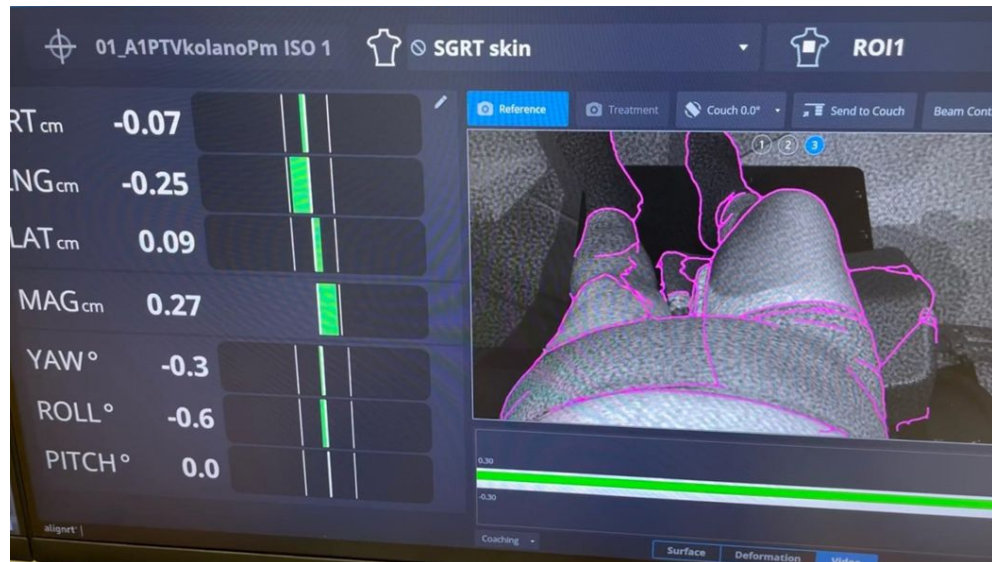 01_A1PTVkolanoPm ISO 1
SGRT skin
ROI1
RT cm -0.07
NG cm -0.25
LAT cm 0.09
MAG cm 0.27
YAW° -0.3
ROLL° -0.6
PITCH° 0.0
alignrt
Reference
Treatment
Couch 0.0°
Send to Couch
Beam Cont
1 2 3
0.30
-0.30
Coaching
Surface
Deformation
Video